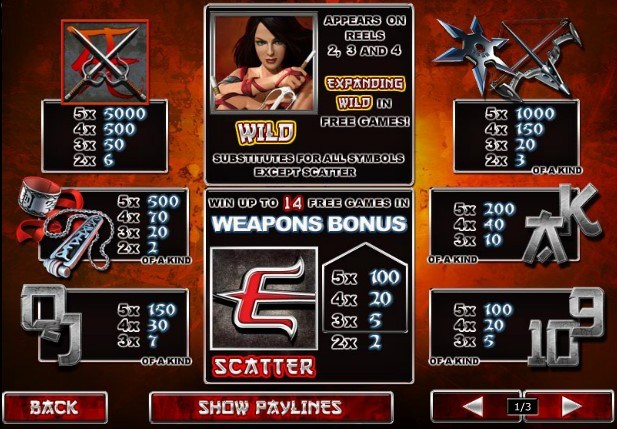 5x 5000
4x 500
3x 50
2x 6
APPEARS ON
REELS
2, 3 AND 4
EXPANDING
WILD IN
FREE GAMES!
WILD
SUBSTITUTES FOR ALL SYMBOLS
EXCEPT SCATTER
5x 1000
4x 150
3x 20
2x 3
OF A KIND
5x 500
4x 70
3x 20
2x 2
OF A KIND
WIN UP TO 14 FREE GAMES IN
WEAPONS BONUS
E
5x 100
4x 20
3x 5
2x 2
SCATTER
5x 200
4x 40
3x 10
A K
OF A KIND
Q J
5x 150
4x 30
3x 7
OF A KIND
5x 100
4x 20
3x 5
10 9
OF A KIND
BACK
SHOW PAYLINES
1/3